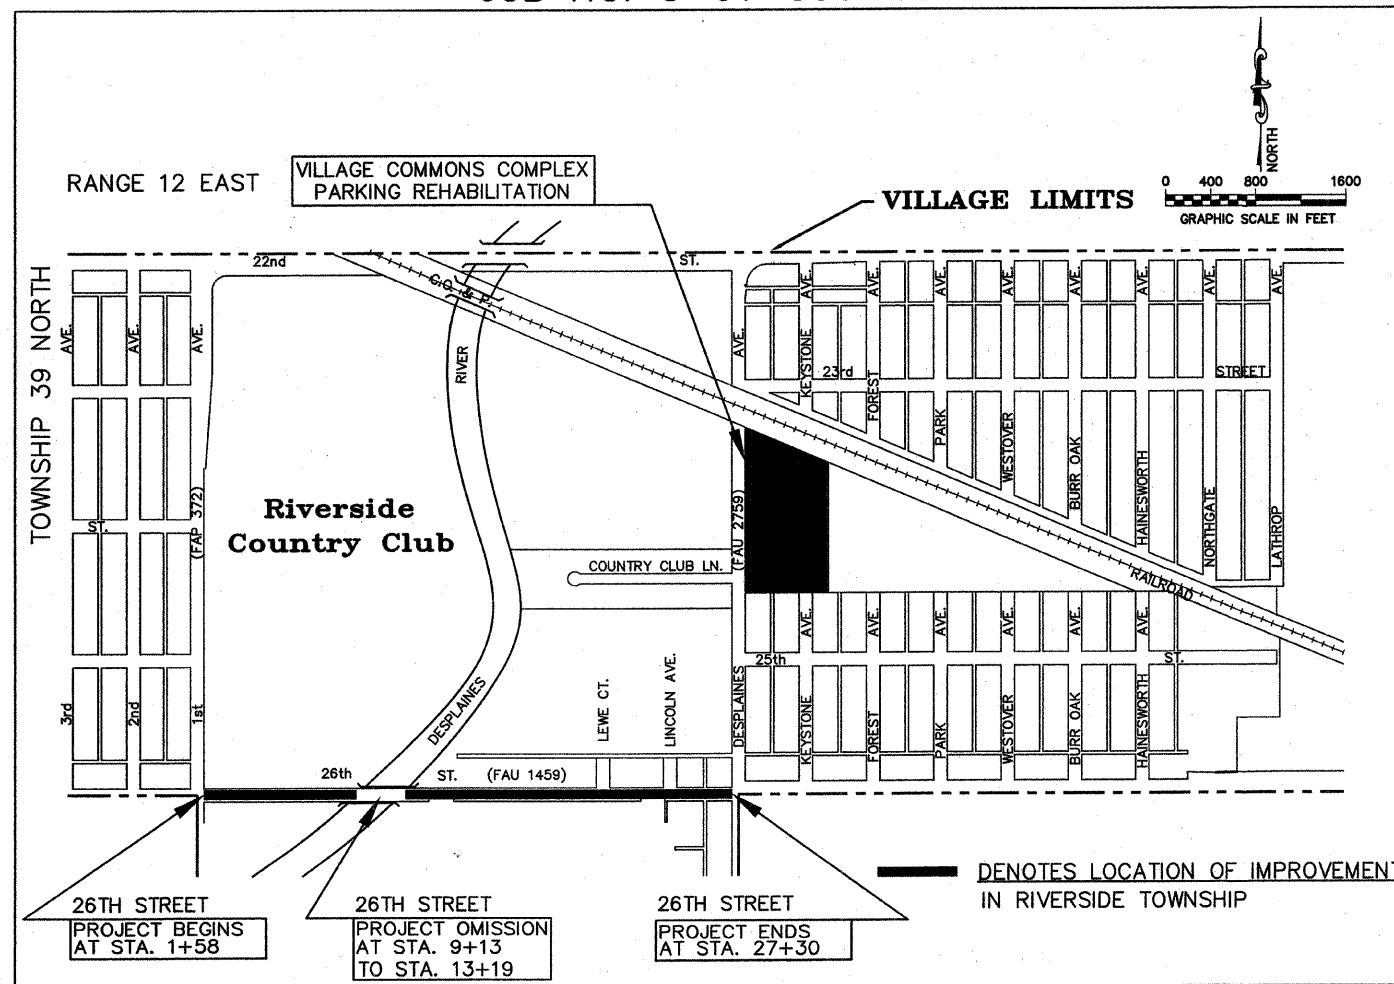 RANGE 12 EAST
TOWNSHIP 39 NORTH
VILLAGE COMMONS COMPLEX
PARKING REHABILITATION
VILLAGE LIMITS
NORTH
0 400 800 1600
GRAPHIC SCALE IN FEET
22nd ST.
C.O. & P.
RAILROAD
RIVER
DESPLAINES
Riverside
Country Club
AVE.
AVE.
AVE.
(FAP 372)
ST.
3rd
2nd
1st
COUNTRY CLUB LN.
LEWE CT.
LINCOLN AVE.
AVE.
(FAU 2759)
DESPLAINES
AVE.
AVE.
AVE.
AVE.
AVE.
AVE.
AVE.
AVE.
KEYSTONE
23rd
STREET
FOREST
PARK
WESTOVER
BURR OAK
HAINESWORTH
NORTHGATE
LATHROP
AVE.
AVE.
AVE.
AVE.
AVE.
AVE.
25th
ST.
KEYSTONE
FOREST
PARK
WESTOVER
BURR OAK
HAINESWORTH
26th ST. (FAU 1459)
26TH STREET
PROJECT BEGINS
AT STA. 1+58
26TH STREET
PROJECT OMISSION
AT STA. 9+13
TO STA. 13+19
26TH STREET
PROJECT ENDS
AT STA. 27+30
DENOTES LOCATION OF IMPROVEMENT
IN RIVERSIDE TOWNSHIP